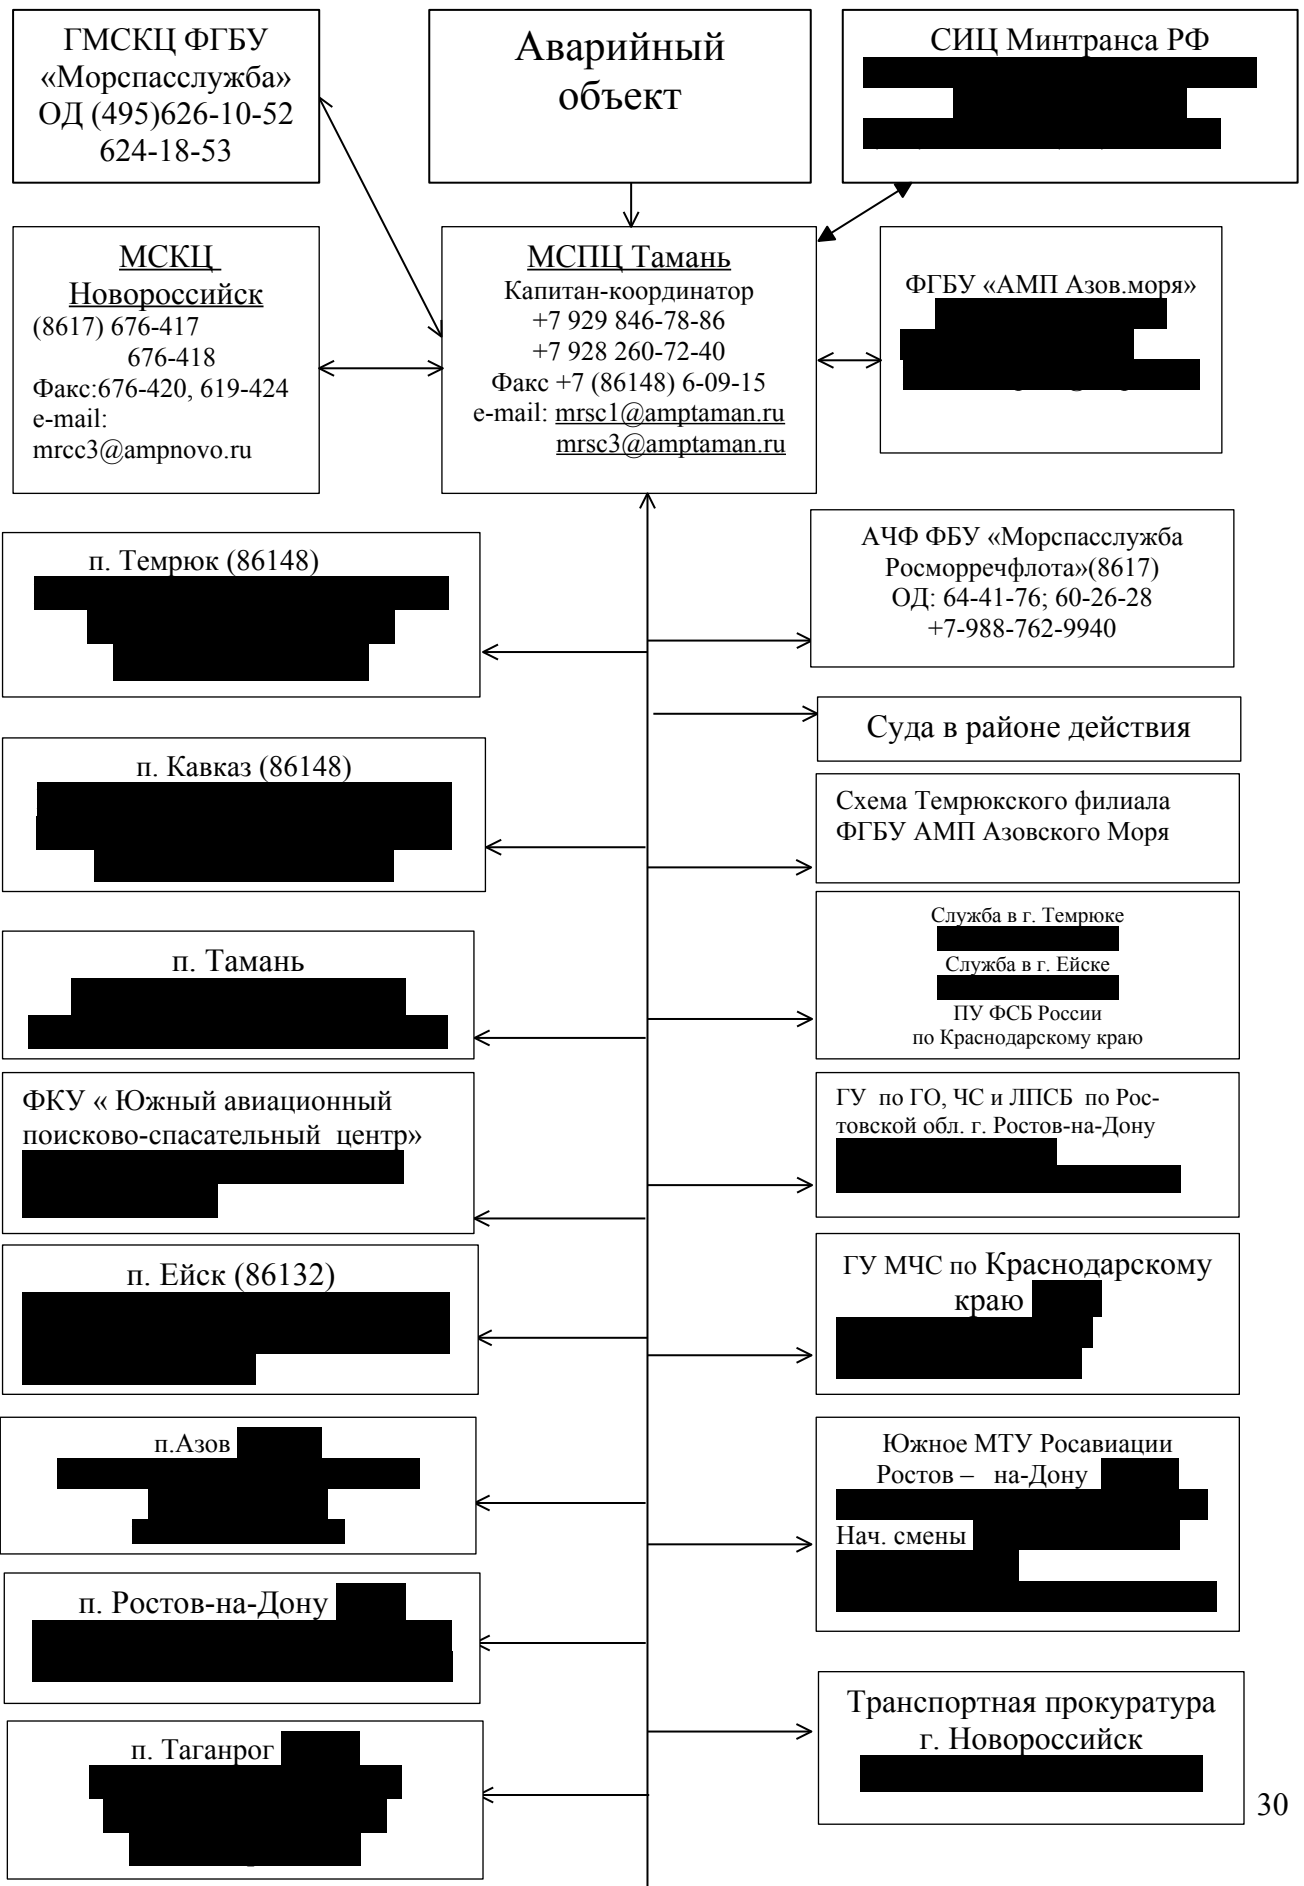 ГМСКЦ ФГБУ
«Морспасслужба»
ОД (495)626-10-52
624-18-53
Аварийный
объект
СИЦ Минтранса РФ
МСКЦ
Новороссийск
(8617) 676-417
676-418
Факс:676-420, 619-424
e-mail:
mrcc3@ampnovo.ru
МСПЦ Тамань
Капитан-координатор
+7 929 846-78-86
+7 928 260-72-40
Факс +7 (86148) 6-09-15
e-mail: mrsc1@amptaman.ru
mrsc3@amptaman.ru
ФГБУ «АМП Азов.моря»
п. Темрюк (86148)
п. Кавказ (86148)
п. Тамань
ФКУ « Южный авиационный
поисково-спасательный центр»
п. Ейск (86132)
п.Азов
п. Ростов-на-Дону
п. Таганрог
АЧФ ФБУ «Морспасслужба
Росморречфлота»(8617)
ОД: 64-41-76; 60-26-28
+7-988-762-9940
Суда в районе действия
Схема Темрюкского филиала
ФГБУ АМП Азовского Моря
Служба в г. Темрюке
Служба в г. Ейске
ПУ ФСБ России
по Краснодарскому краю
ГУ по ГО, ЧС и ЛПСБ по Рос-
товской обл. г. Ростов-на-Дону
ГУ МЧС по Краснодарскому
краю
Южное МТУ Росавиации
Ростов – на-Дону
Нач. смены
Транспортная прокуратура
г. Новороссийск
30